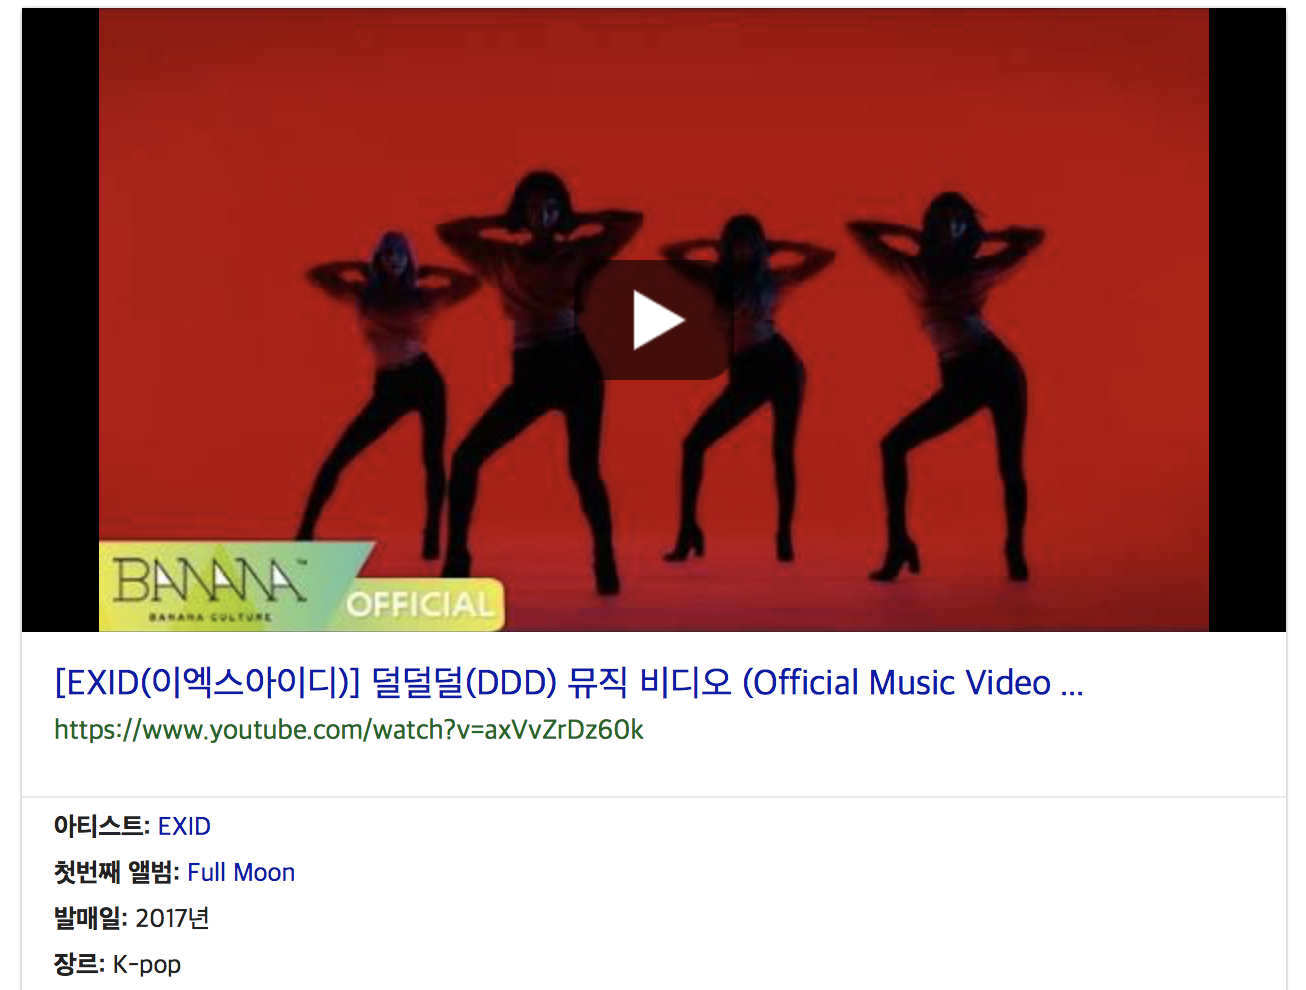 BANANA™
BANANA CULTURE
OFFICIAL
[EXID(이엑스아이디)] 덜덜덜(DDD) 뮤직 비디오 (Official Music Video ...
https://www.youtube.com/watch?v=axVvZrDz60k
아티스트: EXID
첫번째 앨범: Full Moon
발매일: 2017년
장르: K-pop